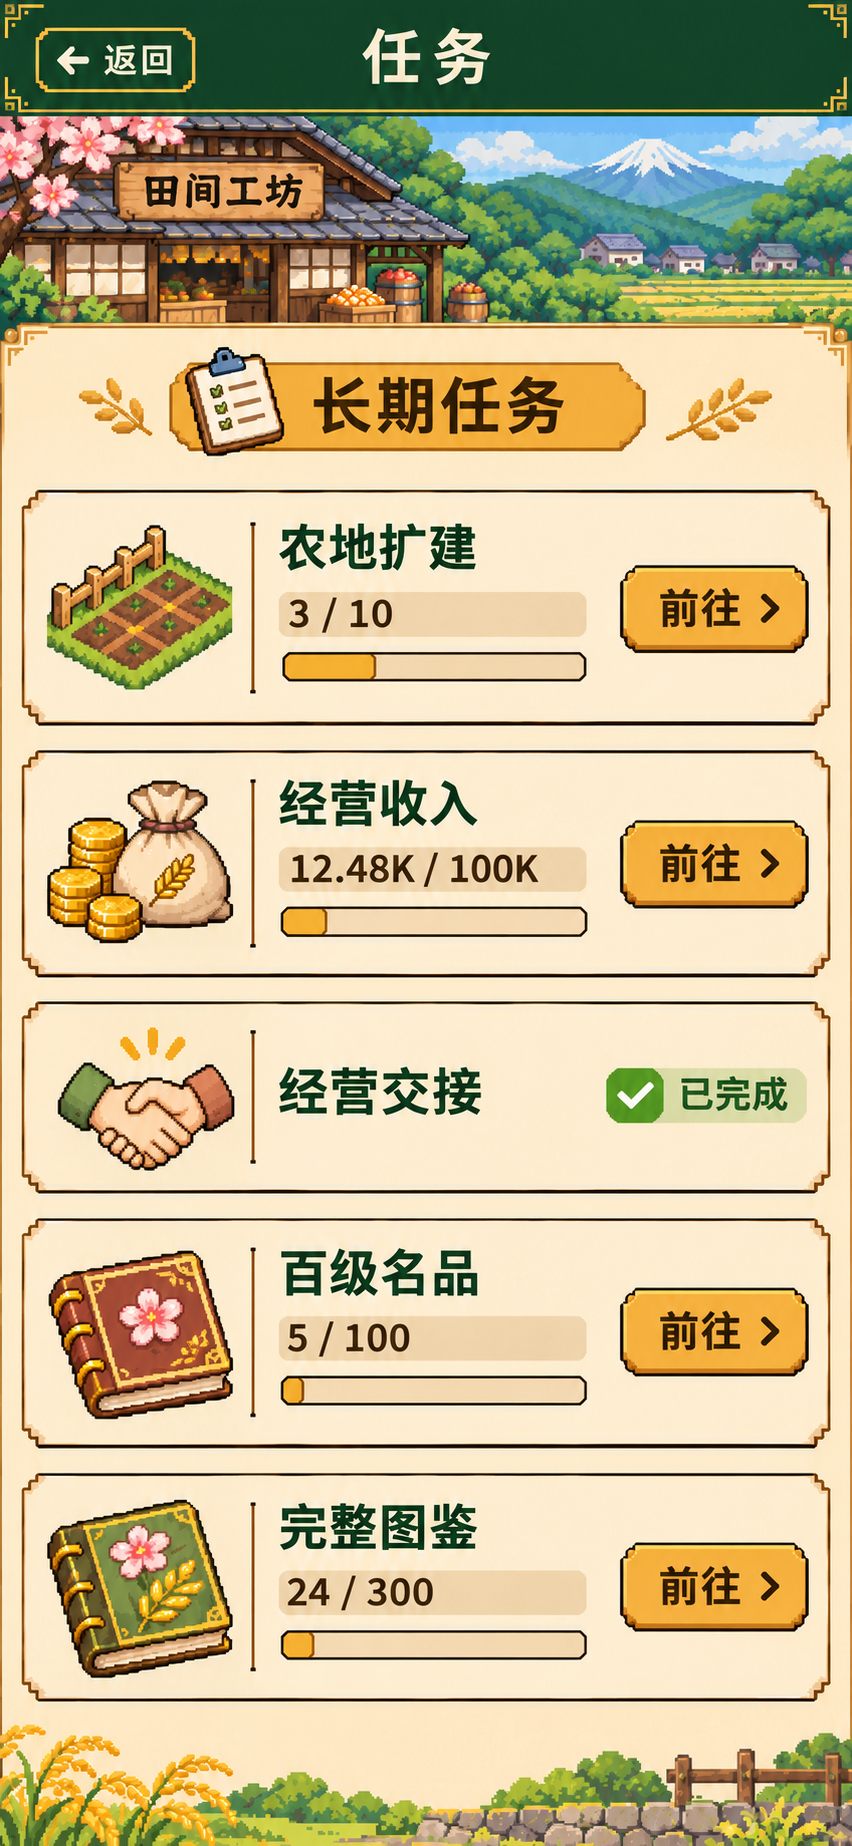 返回
任务
田间工坊
长期任务
农地扩建
3 / 10
前往
经营收入
12.48K / 100K
前往
经营交接
已完成
百级名品
5 / 100
前往
完整图鉴
24 / 300
前往